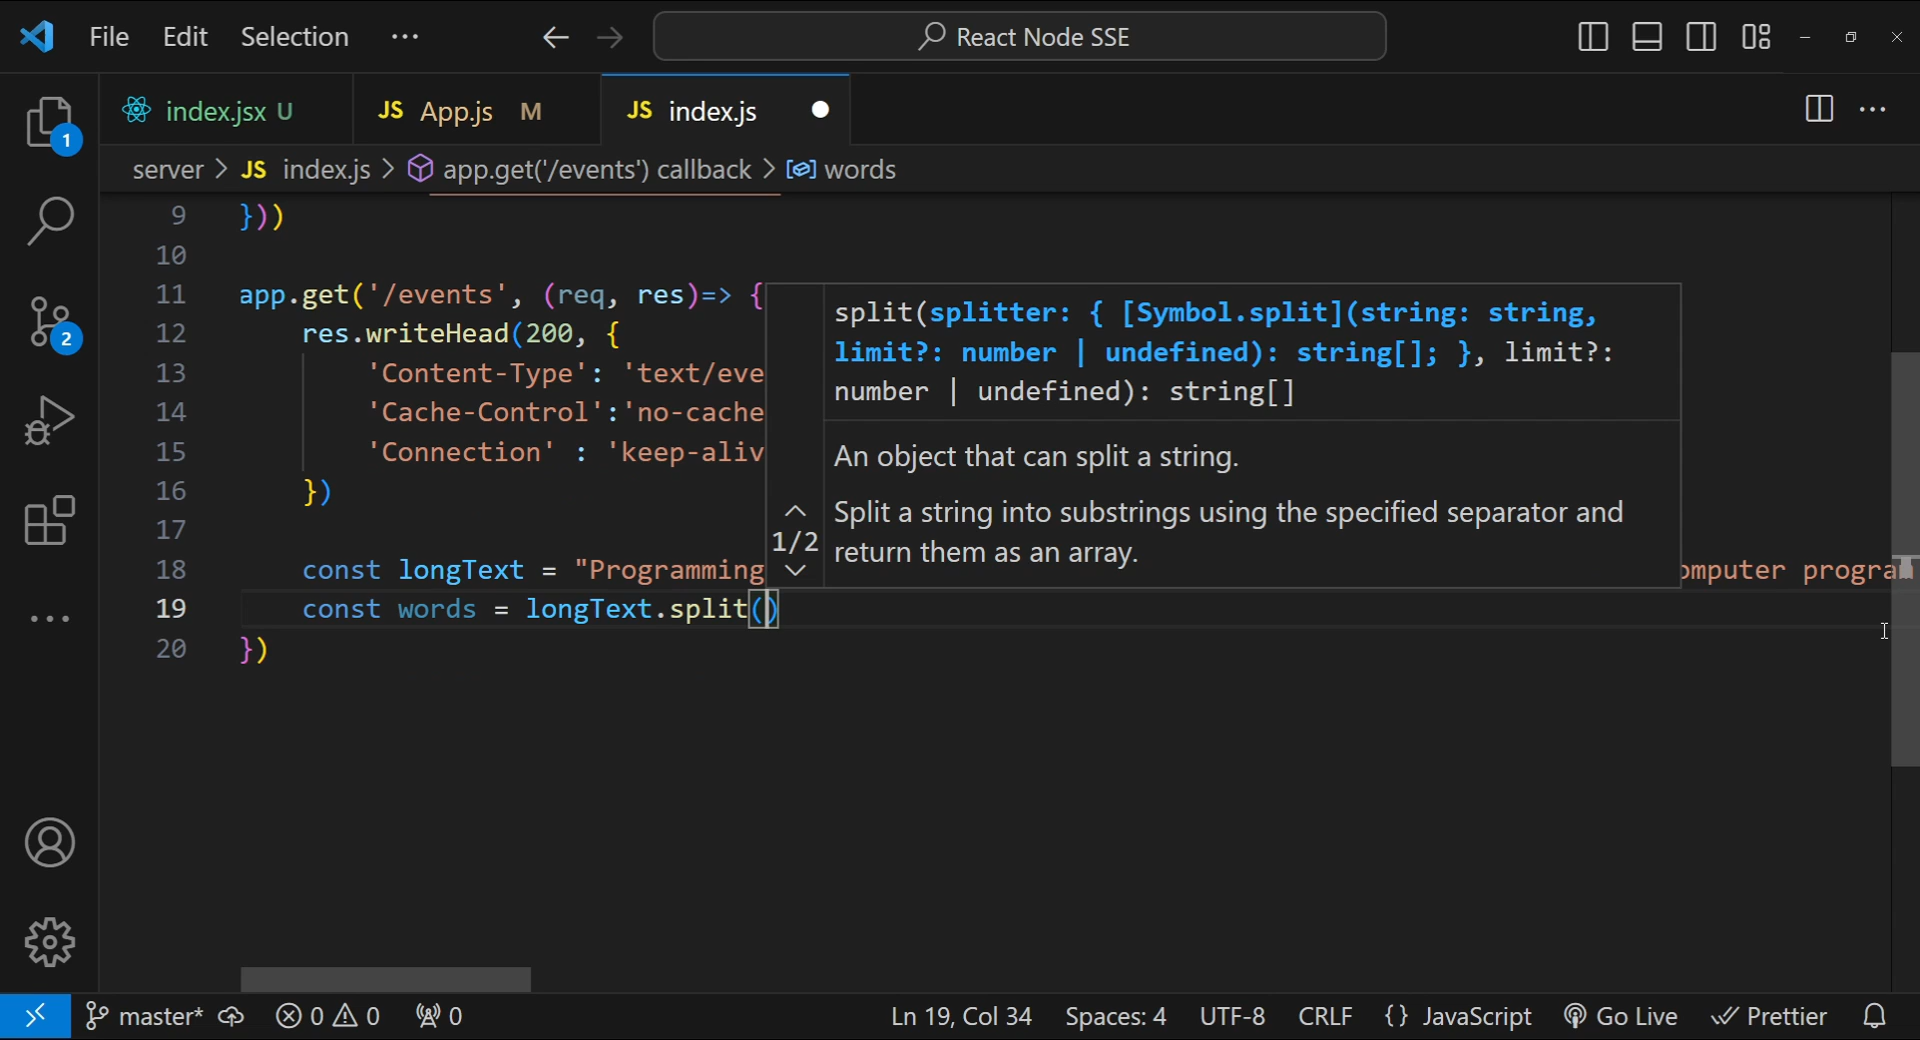 File Edit Selection ··· React Node SSE
index.jsx U JS App.js M JS index.js
server > JS index.js > app.get('/events') callback > words
1
2
9 }))
10
11 app.get('/events', (req, res)=> {
12 res.writeHead(200, {
13 'Content-Type': 'text/eve
14 'Cache-Control':'no-cache
15 'Connection' : 'keep-aliv
16 })
17
18 const longText = "Programming omputer program
19 const words = longText.split()
20 })
split(splitter: { [Symbol.split](string: string,
limit?: number | undefined): string[]; }, limit?:
number | undefined): string[]
An object that can split a string.
Split a string into substrings using the specified separator and
1/2 return them as an array.
master* 0 0 0 Ln 19, Col 34 Spaces: 4 UTF-8 CRLF {} JavaScript Go Live Prettier